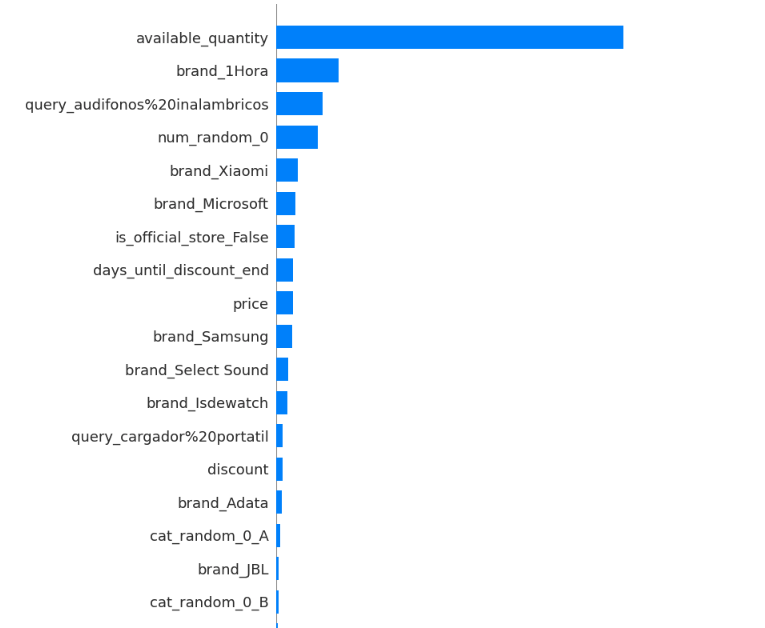 available_quantity
brand_1Hora
query_audifonos%20inalambricos
num_random_0
brand_Xiaomi
brand_Microsoft
is_official_store_False
days_until_discount_end
price
brand_Samsung
brand_Select Sound
brand_Isdewatch
query_cargador%20portatil
discount
brand_Adata
cat_random_0_A
brand_JBL
cat_random_0_B